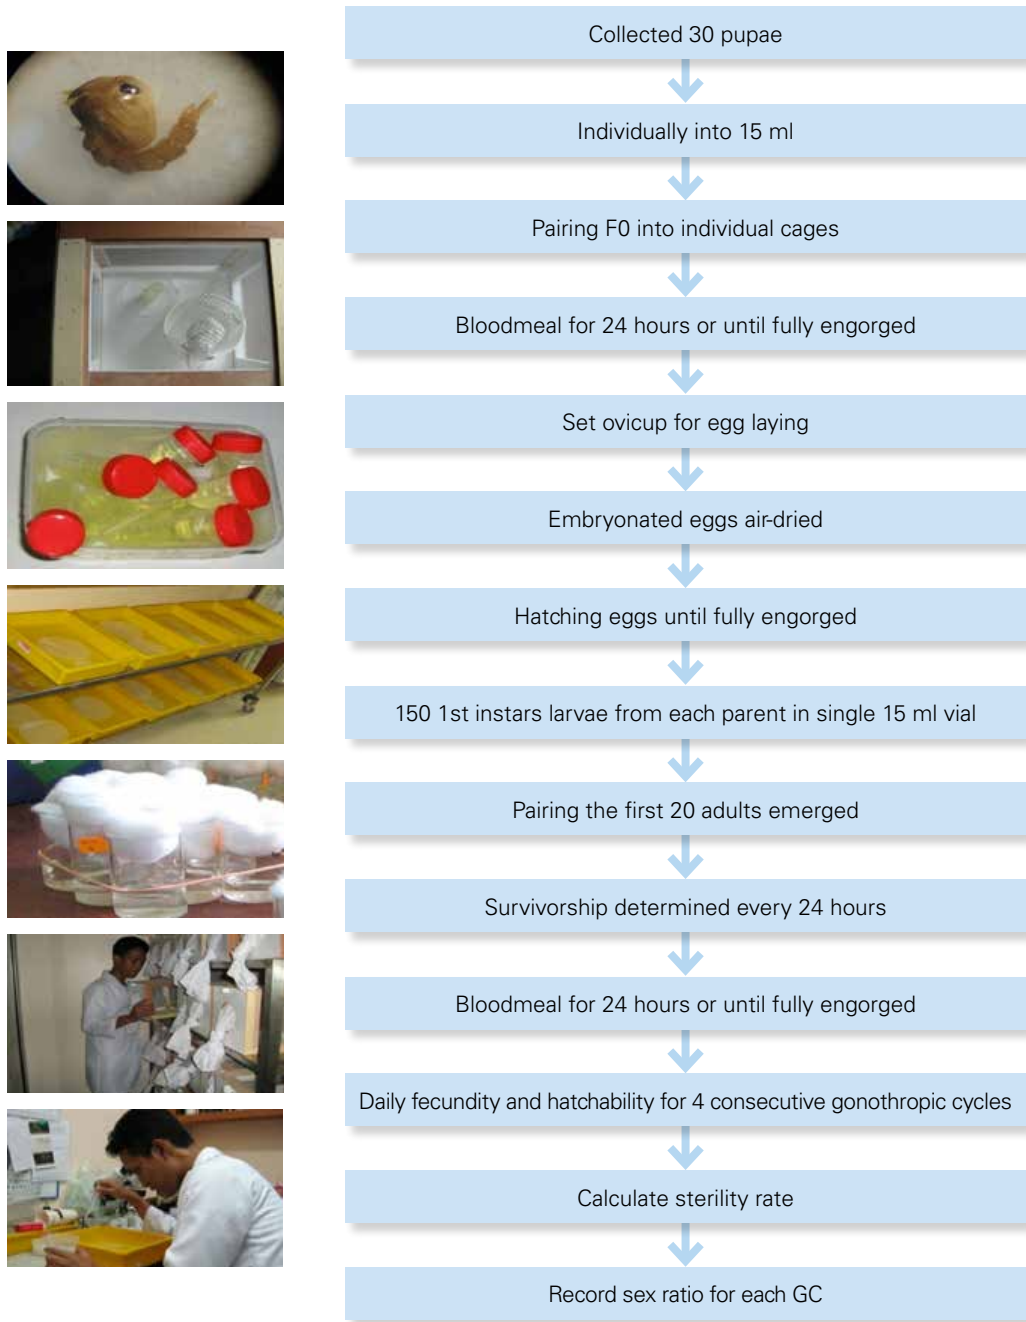 Collected 30 pupae
Individually into 15 ml
Pairing F0 into individual cages
Bloodmeal for 24 hours or until fully engorged
Set ovicup for egg laying
Embryonated eggs air-dried
Hatching eggs until fully engorged
150 1st instars larvae from each parent in single 15 ml vial
Pairing the first 20 adults emerged
Survivorship determined every 24 hours
Bloodmeal for 24 hours or until fully engorged
Daily fecundity and hatchability for 4 consecutive gonothropic cycles
Calculate sterility rate
Record sex ratio for each GC